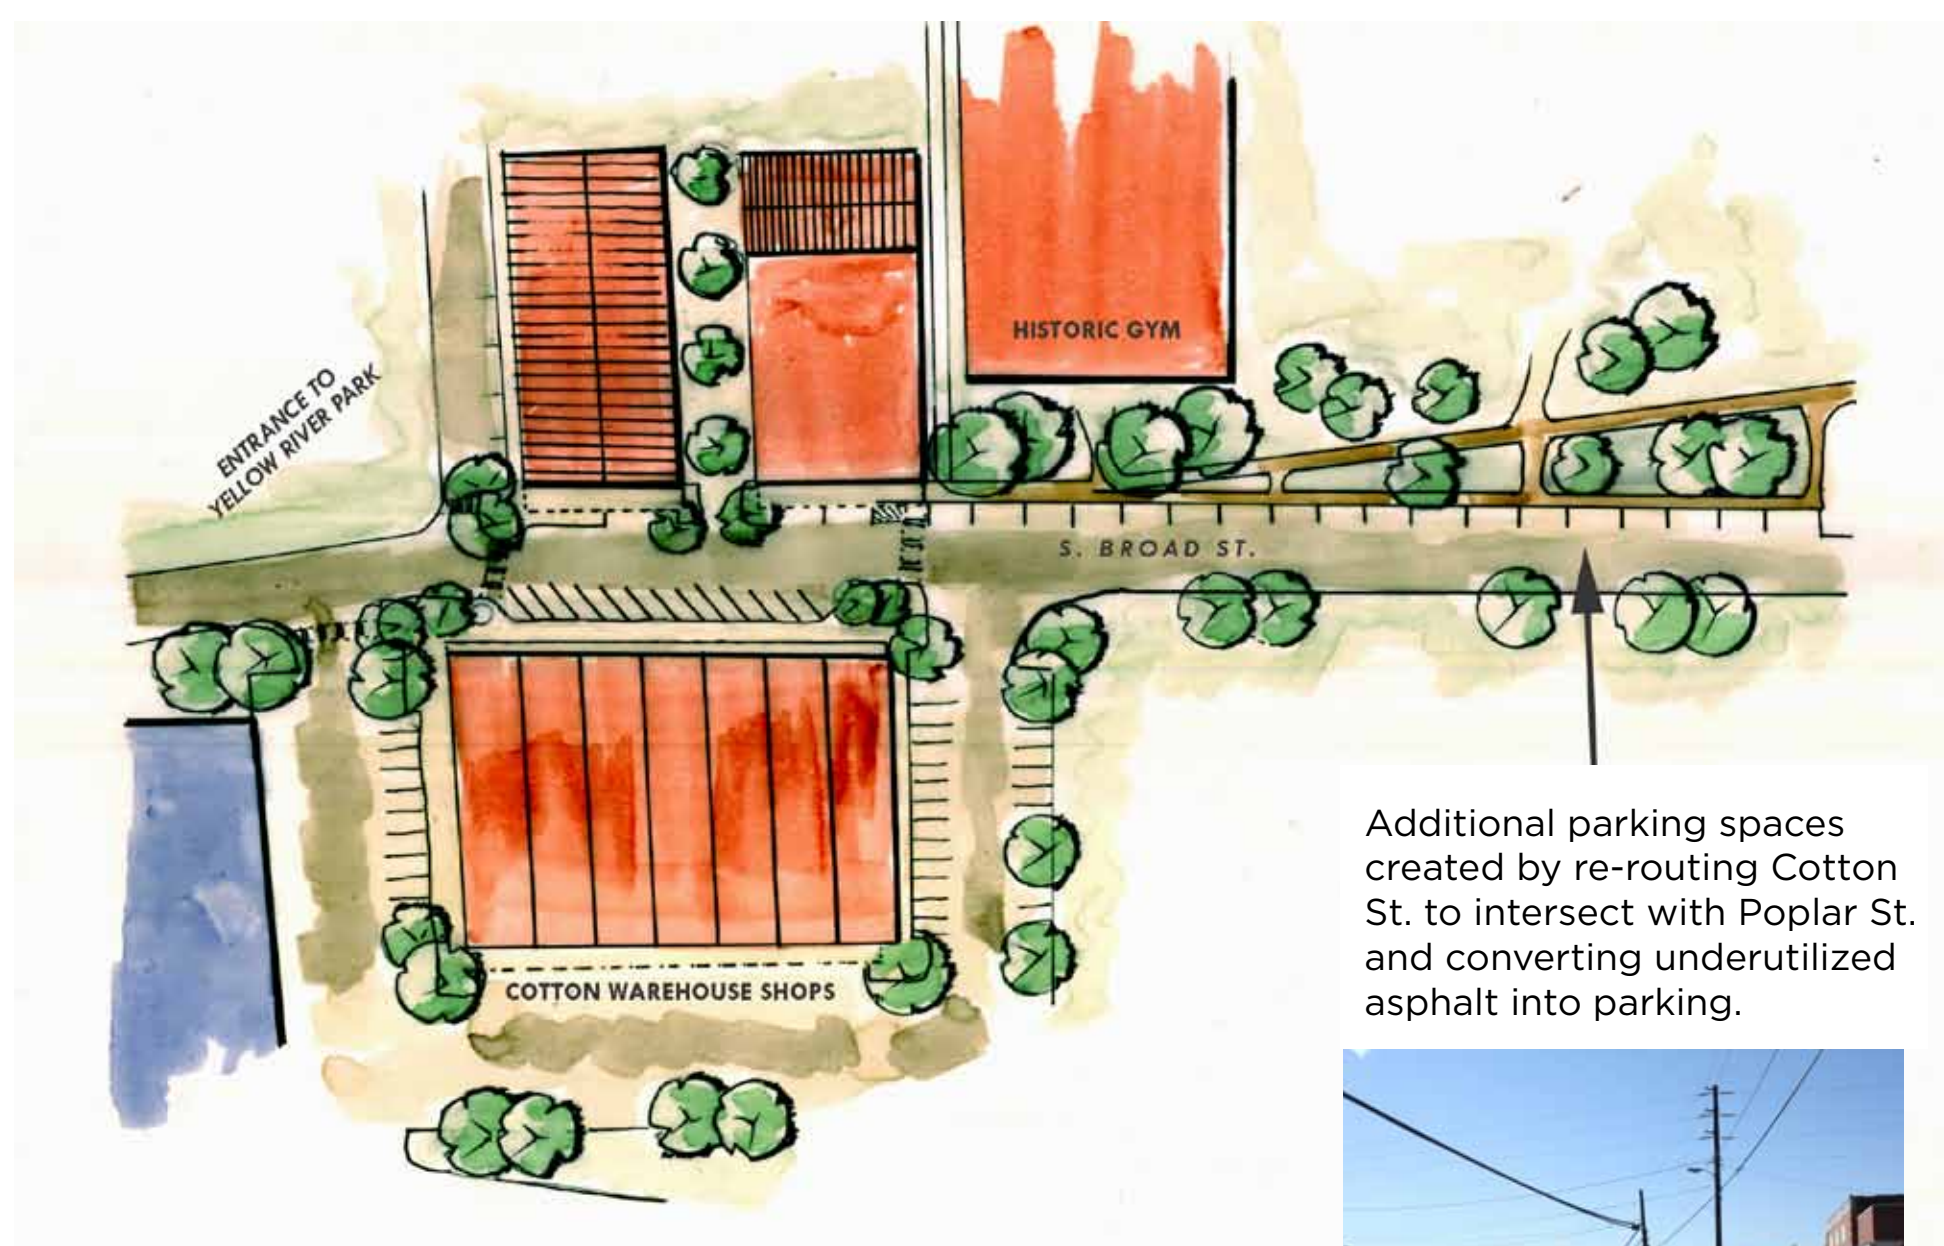 HISTORIC GYM
ENTRANCE TO
YELLOW RIVER PARK
S. BROAD ST.
COTTON WAREHOUSE SHOPS
Additional parking spaces
created by re-routing Cotton
St. to intersect with Poplar St.
and converting underutilized
asphalt into parking.